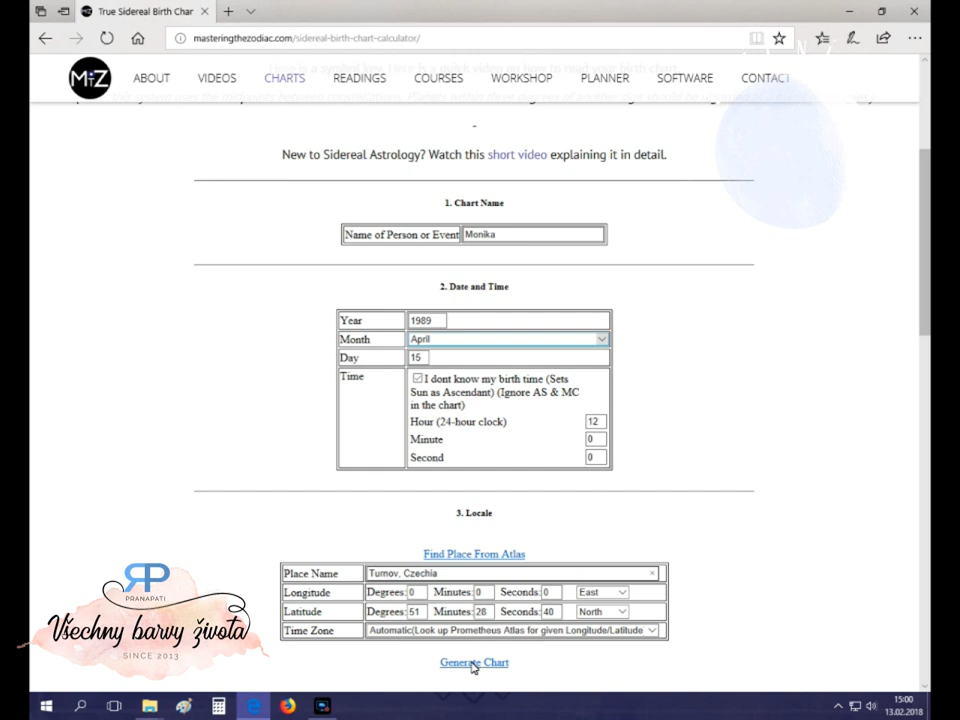 True Sidereal Birth Char
masteringthezodiac.com/sidereal-birth-chart-calculator/
MTZ
ABOUT
VIDEOS
CHARTS
READINGS
COURSES
WORKSHOP
PLANNER
SOFTWARE
CONTACT
-
New to Sidereal Astrology? Watch this short video explaining it in detail.
1. Chart Name
Name of Person or Event Monika
2. Date and Time
Year 1989
Month April
Day 15
Time I dont know my birth time (Sets
Sun as Ascendant) (Ignore AS & MC
in the chart)
Hour (24-hour clock) 12
Minute 0
Second 0
3. Locale
Find Place From Atlas
Place Name Turnov, Czechia
Longitude Degrees: 0 Minutes: 0 Seconds: 0 East
Latitude Degrees: 51 Minutes: 28 Seconds: 40 North
Time Zone Automatic(Look up Prometheus Atlas for given Longitude/Latitude
Generate Chart
RP
PRANAPATI
Všechny barvy života
SINCE 2013
15:00
13.02.2018